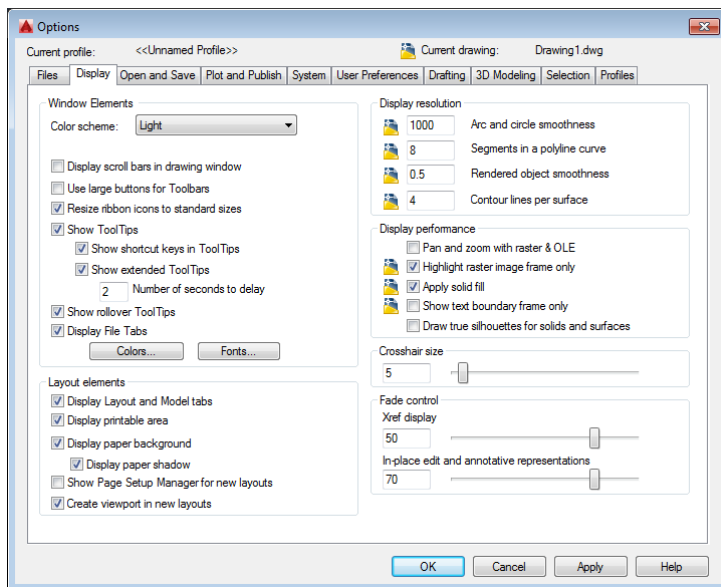 Options
Current profile: <<Unnamed Profile>> Current drawing: Drawing1.dwg
Files Display Open and Save Plot and Publish System User Preferences Drafting 3D Modeling Selection Profiles
Window Elements
Color scheme: Light
Display scroll bars in drawing window
Use large buttons for Toolbars
Resize ribbon icons to standard sizes
Show ToolTips
Show shortcut keys in ToolTips
Show extended ToolTips
2 Number of seconds to delay
Show rollover ToolTips
Display File Tabs
Colors... Fonts...
Layout elements
Display Layout and Model tabs
Display printable area
Display paper background
Display paper shadow
Show Page Setup Manager for new layouts
Create viewport in new layouts
Display resolution
1000 Arc and circle smoothness
8 Segments in a polyline curve
0.5 Rendered object smoothness
4 Contour lines per surface
Display performance
Pan and zoom with raster & OLE
Highlight raster image frame only
Apply solid fill
Show text boundary frame only
Draw true silhouettes for solids and surfaces
Crosshair size
5
Fade control
Xref display
50
In-place edit and annotative representations
70
OK Cancel Apply Help